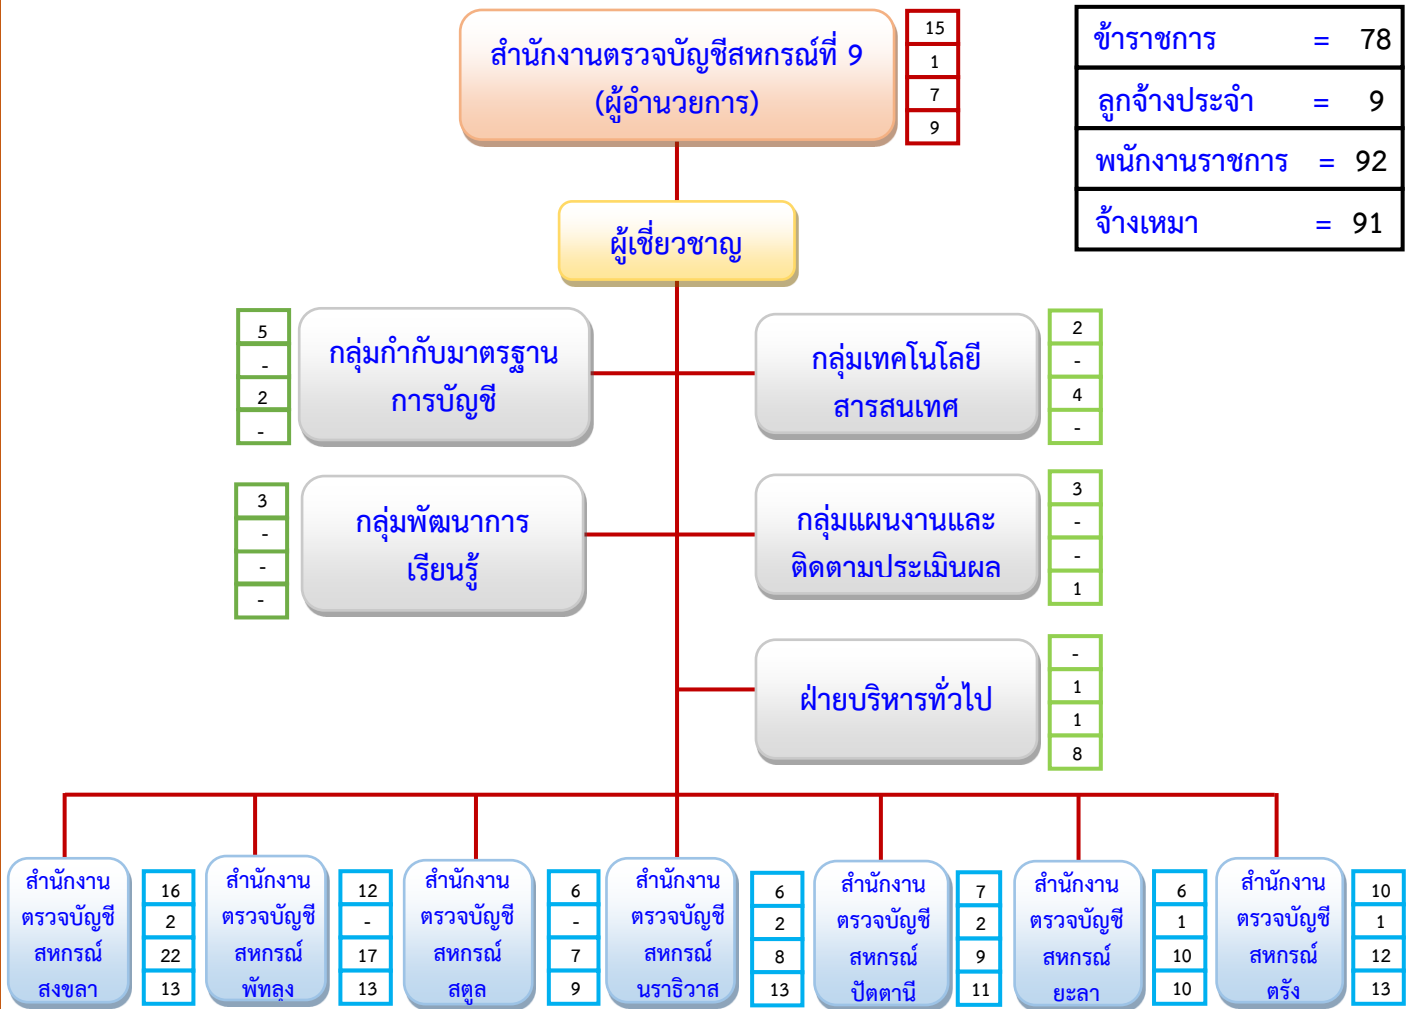 สำนักงานตรวจบัญชีสหกรณ์ที่ 9
(ผู้อำนวยการ)
15
1
7
9
ข้าราชการ = 78
ลูกจ้างประจำ = 9
พนักงานราชการ = 92
จ้างเหมา = 91
ผู้เชี่ยวชาญ
5
-
2
-
กลุ่มกำกับมาตรฐาน
การบัญชี
กลุ่มเทคโนโลยี
สารสนเทศ
2
-
4
-
3
-
-
-
กลุ่มพัฒนาการ
เรียนรู้
กลุ่มแผนงานและ
ติดตามประเมินผล
3
-
-
1
ฝ่ายบริหารทั่วไป
-
1
1
8
สำนักงาน
ตรวจบัญชี
สหกรณ์
สงขลา
16
2
22
13
สำนักงาน
ตรวจบัญชี
สหกรณ์
พัทลุง
12
-
17
13
สำนักงาน
ตรวจบัญชี
สหกรณ์
สตูล
6
-
7
9
สำนักงาน
ตรวจบัญชี
สหกรณ์
นราธิวาส
6
2
8
13
สำนักงาน
ตรวจบัญชี
สหกรณ์
ปัตตานี
7
2
9
11
สำนักงาน
ตรวจบัญชี
สหกรณ์
ยะลา
6
1
10
10
สำนักงาน
ตรวจบัญชี
สหกรณ์
ตรัง
10
1
12
13